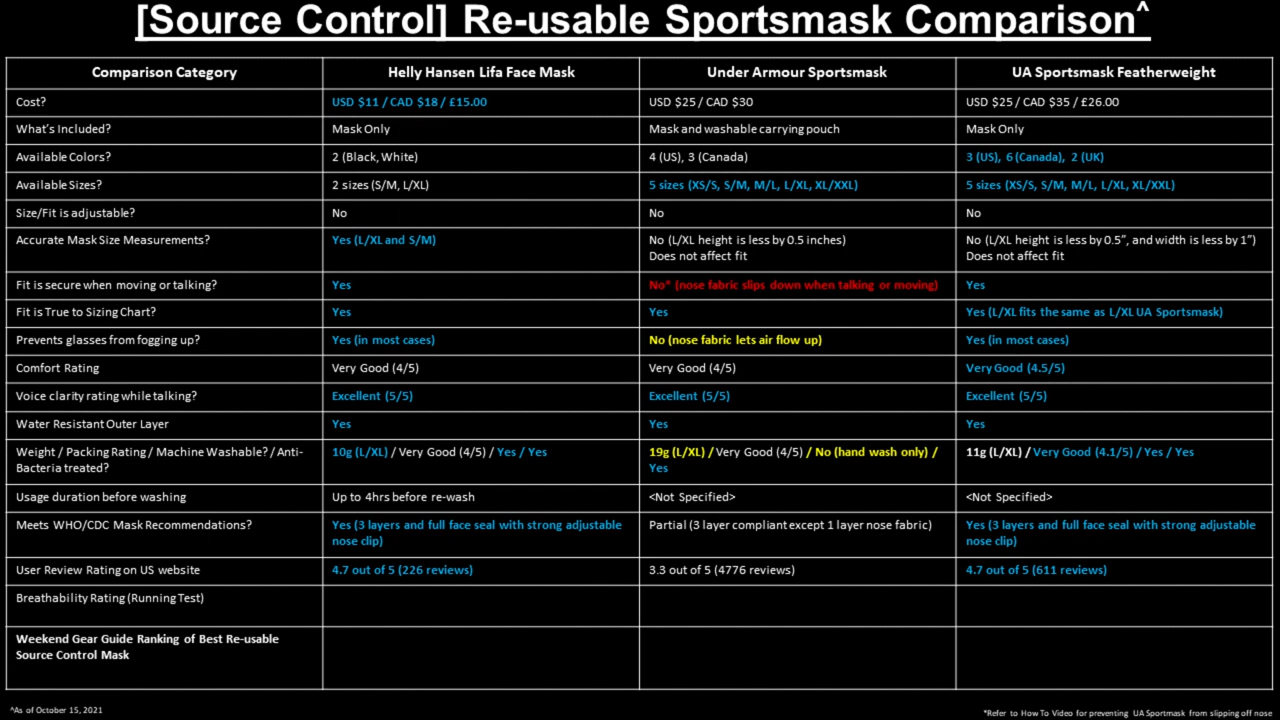 [Source Control] Re-usable Sportsmask Comparison^
Comparison Category Helly Hansen Lifa Face Mask Under Armour Sportsmask UA Sportsmask Featherweight
Cost? USD $11 / CAD $18 / £15.00 USD $25 / CAD $30 USD $25 / CAD $35 / £26.00
What's Included? Mask Only Mask and washable carrying pouch Mask Only
Available Colors? 2 (Black, White) 4 (US), 3 (Canada) 3 (US), 6 (Canada), 2 (UK)
Available Sizes? 2 sizes (S/M, L/XL) 5 sizes (XS/S, S/M, M/L, L/XL, XL/XXL) 5 sizes (XS/S, S/M, M/L, L/XL, XL/XXL)
Size/Fit is adjustable? No No No
Accurate Mask Size Measurements? Yes (L/XL and S/M) No (L/XL height is less by 0.5 inches) No (L/XL height is less by 0.5”, and width is less by 1”)
Does not affect fit Does not affect fit
Fit is secure when moving or talking? Yes No* (nose fabric slips down when talking or moving) Yes
Fit is True to Sizing Chart? Yes Yes Yes (L/XL fits the same as L/XL UA Sportsmask)
Prevents glasses from fogging up? Yes (in most cases) No (nose fabric lets air flow up) Yes (in most cases)
Comfort Rating Very Good (4/5) Very Good (4/5) Very Good (4.5/5)
Voice clarity rating while talking? Excellent (5/5) Excellent (5/5) Excellent (5/5)
Water Resistant Outer Layer Yes Yes Yes
Weight / Packing Rating / Machine Washable? / Anti- 10g (L/XL) / Very Good (4/5) / Yes / Yes 19g (L/XL) / Very Good (4/5) / No (hand wash only) / 11g (L/XL) / Very Good (4.1/5) / Yes / Yes
Bacteria treated? Yes
Usage duration before washing Up to 4hrs before re-wash <Not Specified> <Not Specified>
Meets WHO/CDC Mask Recommendations? Yes (3 layers and full face seal with strong adjustable Partial (3 layer compliant except 1 layer nose fabric) Yes (3 layers and full face seal with strong adjustable
nose clip) nose clip)
User Review Rating on US website 4.7 out of 5 (226 reviews) 3.3 out of 5 (4776 reviews) 4.7 out of 5 (611 reviews)
Breathability Rating (Running Test)
Weekend Gear Guide Ranking of Best Re-usable
Source Control Mask
^As of October 15, 2021 *Refer to How To Video for preventing UA Sportmask from slipping off nose